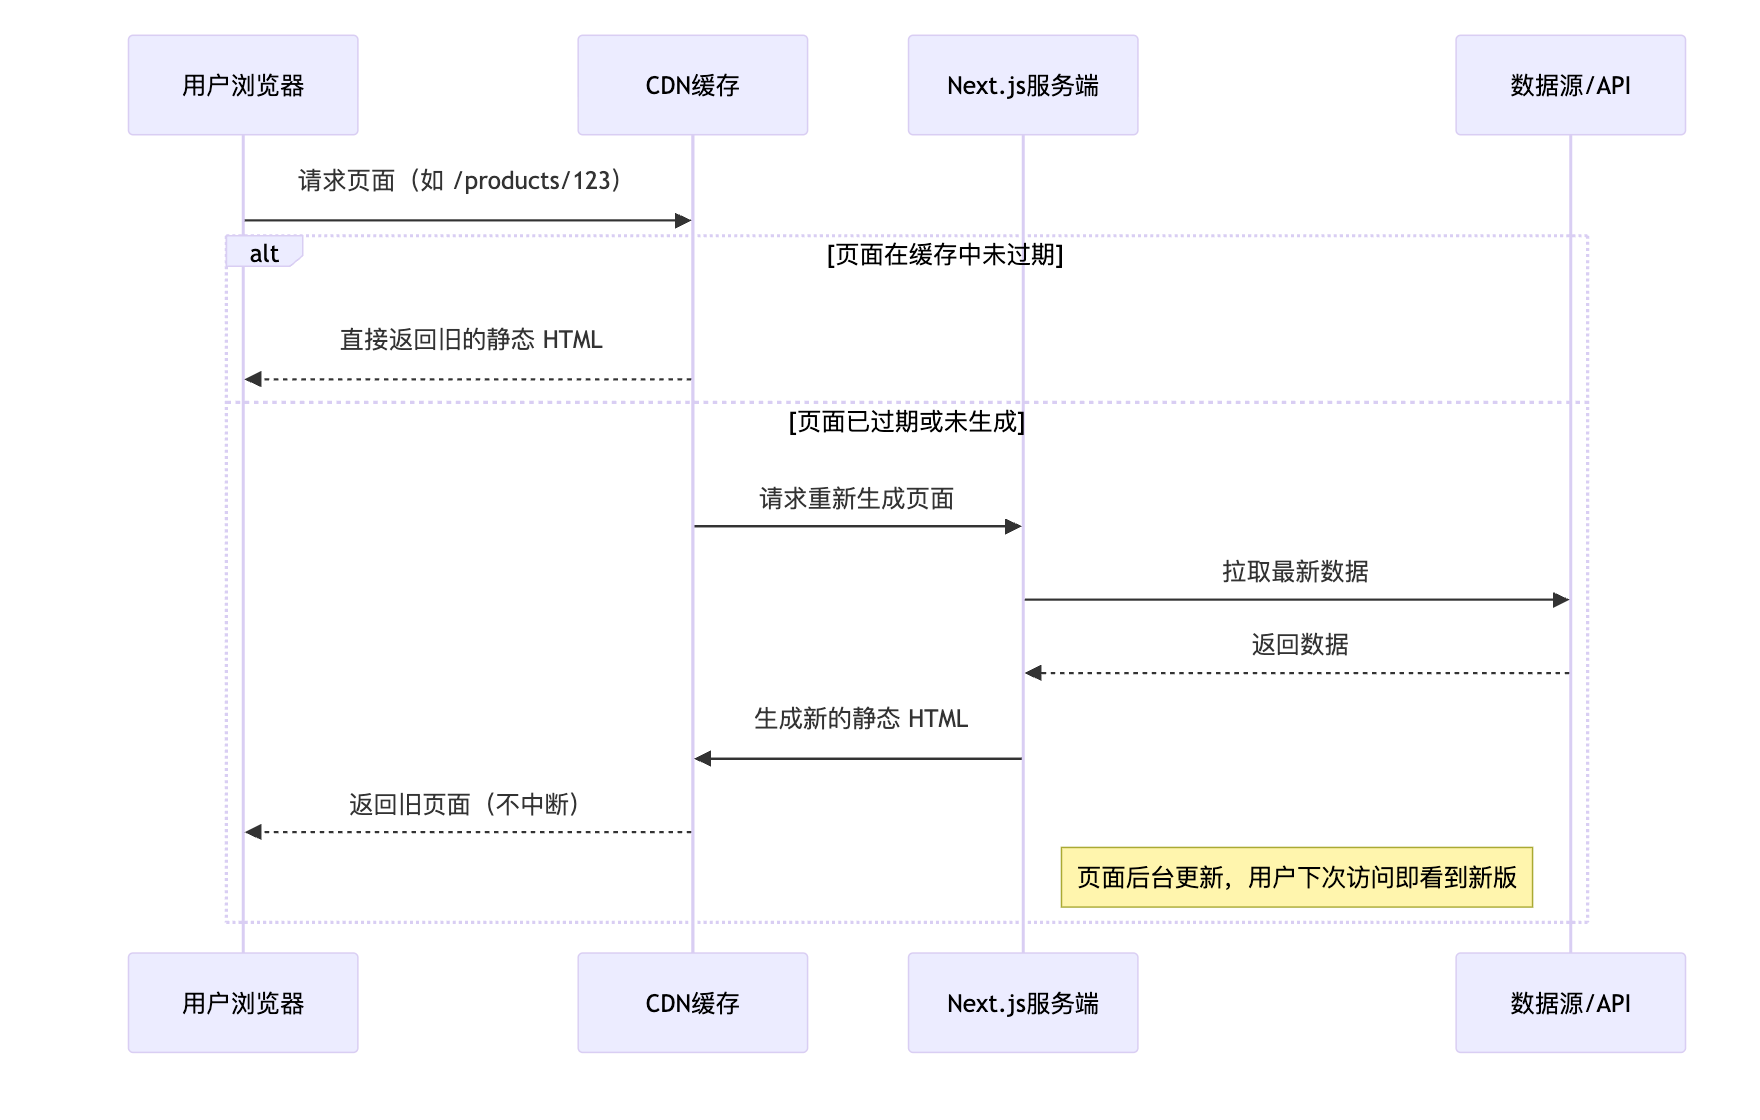 用户浏览器
CDN缓存
Next.js服务端
数据源/API
请求页面（如 /products/123）
alt
[页面在缓存中未过期]
直接返回旧的静态 HTML
[页面已过期或未生成]
请求重新生成页面
拉取最新数据
返回数据
生成新的静态 HTML
返回旧页面（不中断）
页面后台更新，用户下次访问即看到新版
用户浏览器
CDN缓存
Next.js服务端
数据源/API